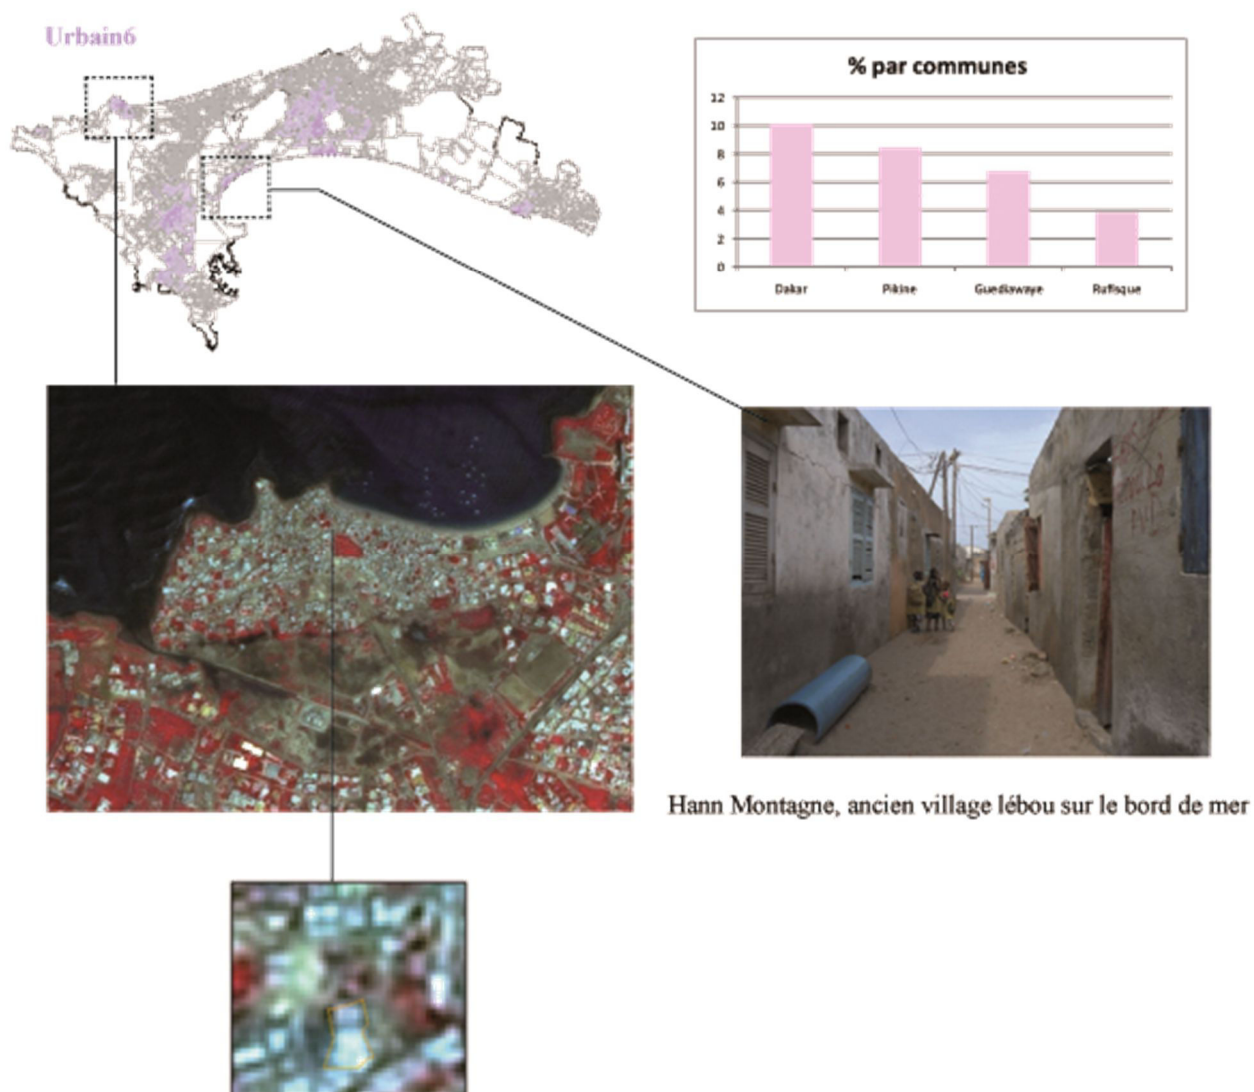 Urbain6
% par communes
12
10
8
6
4
2
0
Dakar Pikine Guediawaye Rufisque
Hann Montagne, ancien village lébou sur le bord de mer